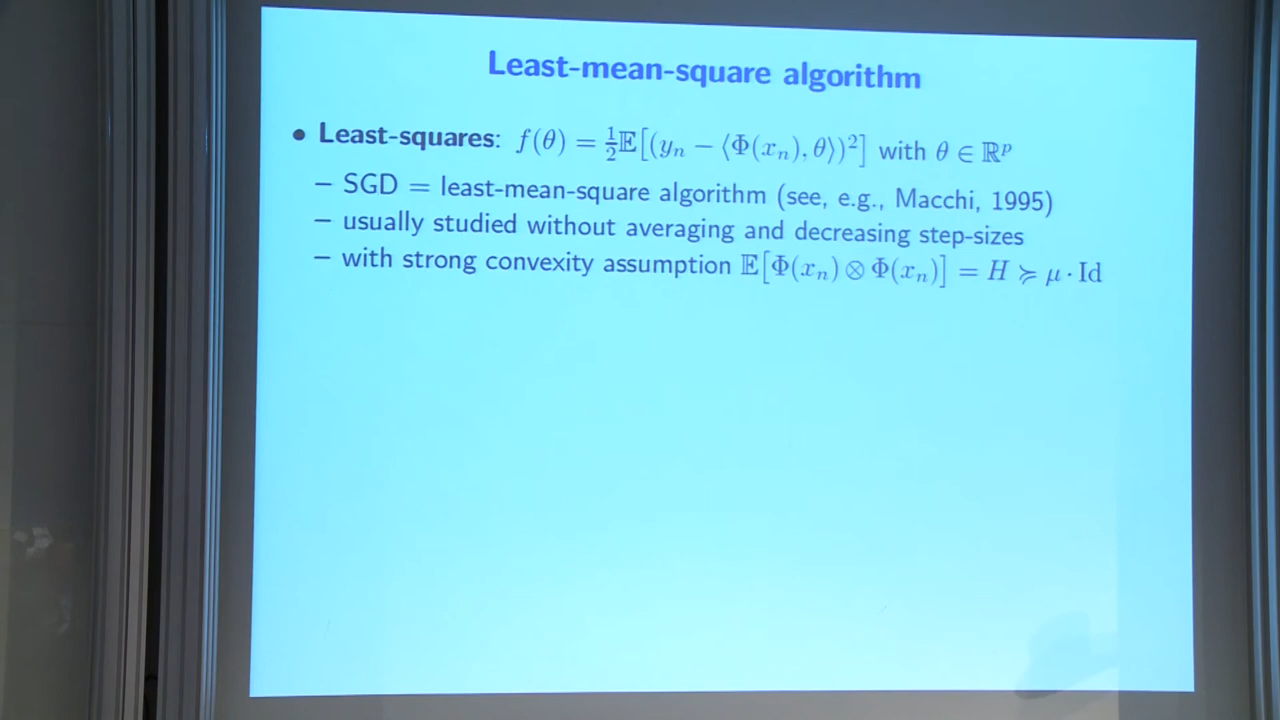 Least-mean-square algorithm
• Least-squares: f(θ) = ½𝔼[(yₙ − ⟨Φ(xₙ), θ⟩)²] with θ ∈ ℝᵖ
– SGD = least-mean-square algorithm (see, e.g., Macchi, 1995)
– usually studied without averaging and decreasing step-sizes
– with strong convexity assumption 𝔼[Φ(xₙ) ⊗ Φ(xₙ)] = H ≽ μ · Id